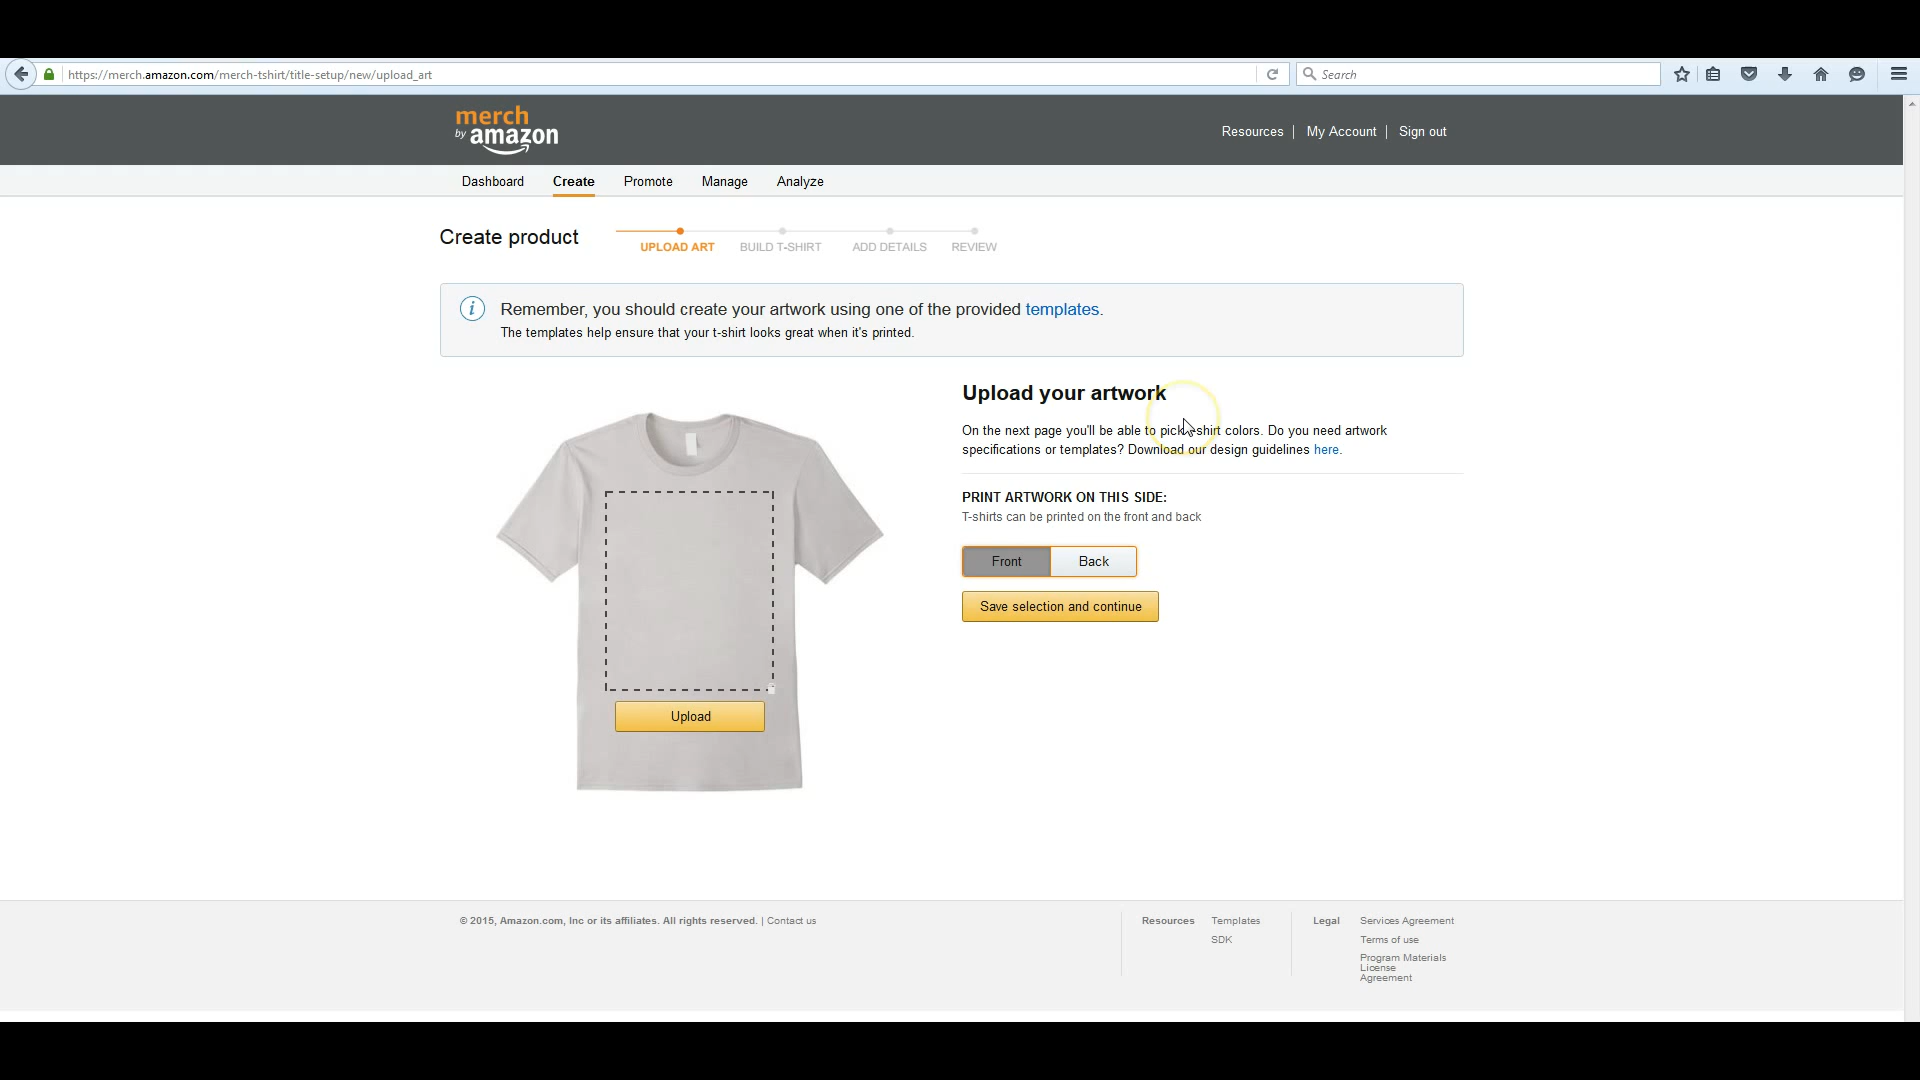 https://merch.amazon.com/merch-tshirt/title-setup/new/upload_art
Search
merch
by amazon
Resources | My Account | Sign out
Dashboard Create Promote Manage Analyze
Create product
UPLOAD ART BUILD T-SHIRT ADD DETAILS REVIEW
i Remember, you should create your artwork using one of the provided templates.
The templates help ensure that your t-shirt looks great when it's printed.
Upload your artwork
On the next page you'll be able to pick t-shirt colors. Do you need artwork
specifications or templates? Download our design guidelines here.
PRINT ARTWORK ON THIS SIDE:
T-shirts can be printed on the front and back
Front Back
Save selection and continue
Upload
© 2015, Amazon.com, Inc or its affiliates. All rights reserved. | Contact us
Resources Templates
SDK
Legal Services Agreement
Terms of use
Program Materials
License
Agreement